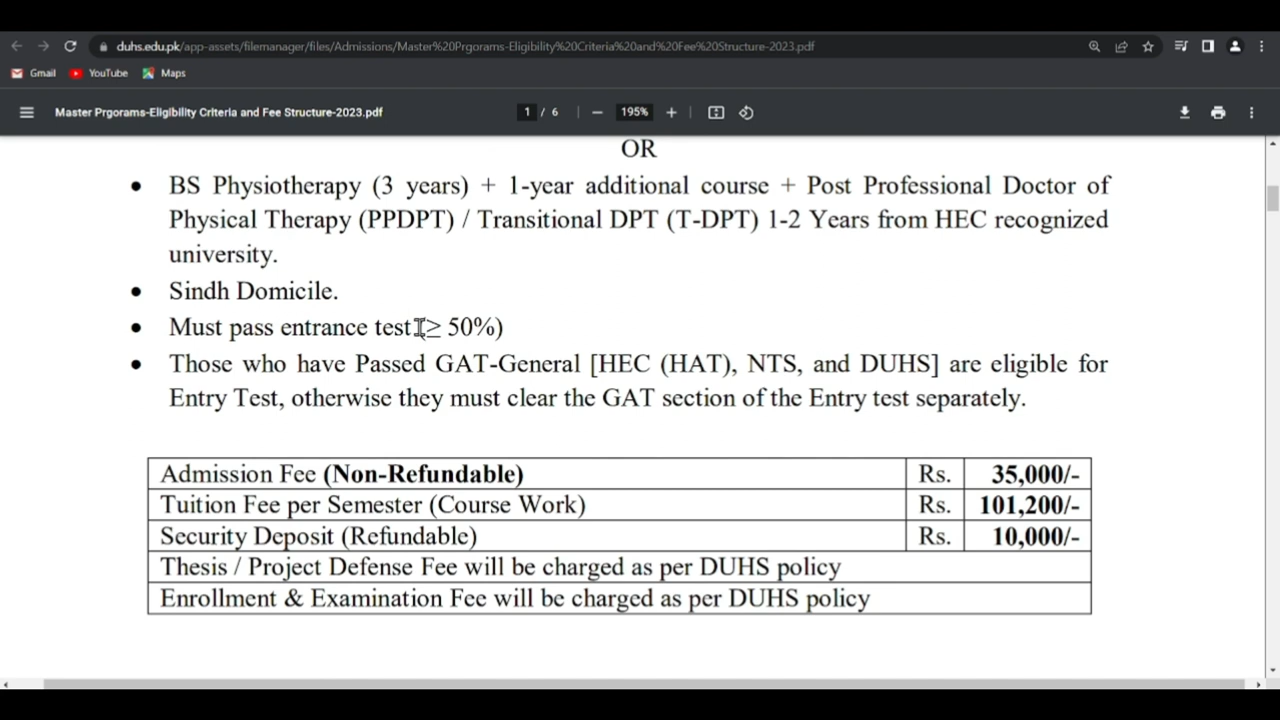 duhs.edu.pk/app-assets/filemanager/files/Admissions/Master%20Prgorams-Eligibility%20Criteria%20and%20Fee%20Structure-2023.pdf
Gmail YouTube Maps
Master Prgorams-Eligibility Criteria and Fee Structure-2023.pdf 1 / 6 195%
OR
• BS Physiotherapy (3 years) + 1-year additional course + Post Professional Doctor of
Physical Therapy (PPDPT) / Transitional DPT (T-DPT) 1-2 Years from HEC recognized
university.
• Sindh Domicile.
• Must pass entrance test (≥ 50%)
• Those who have Passed GAT-General [HEC (HAT), NTS, and DUHS] are eligible for
Entry Test, otherwise they must clear the GAT section of the Entry test separately.
Admission Fee (Non-Refundable) Rs. 35,000/-
Tuition Fee per Semester (Course Work) Rs. 101,200/-
Security Deposit (Refundable) Rs. 10,000/-
Thesis / Project Defense Fee will be charged as per DUHS policy
Enrollment & Examination Fee will be charged as per DUHS policy